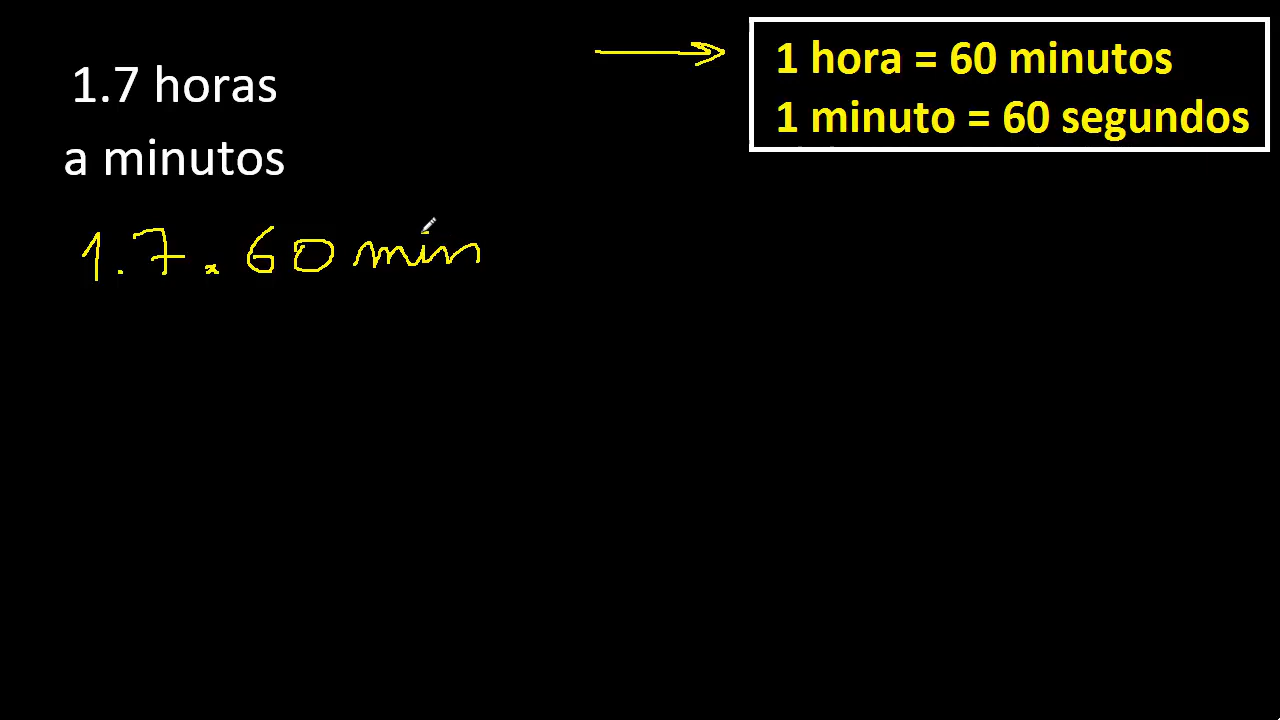 1.7 horas
a minutos
1.7 . 60 min
1 hora = 60 minutos
1 minuto = 60 segundos